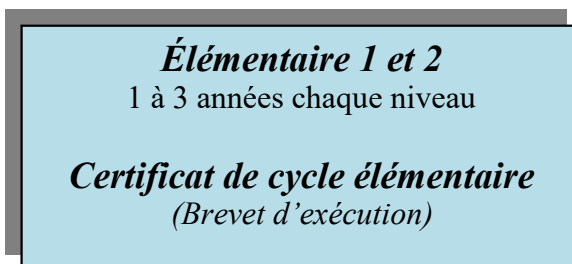 Élémentaire 1 et 2
1 à 3 années chaque niveau
Certificat de cycle élémentaire
(Brevet d’exécution)